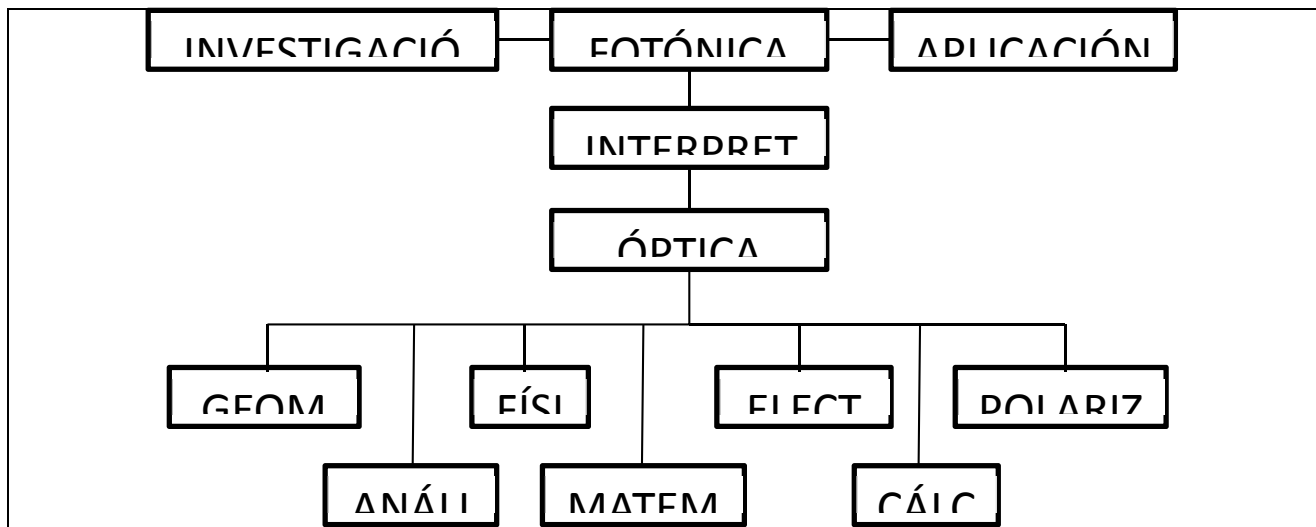 INVESTIGACIÓ FOTÓNICA APLICACIÓN
INTERPRET
ÓPTICA
GEOM FÍSI ELECT POLARIZ
ANÁLI MATEM CÁLC